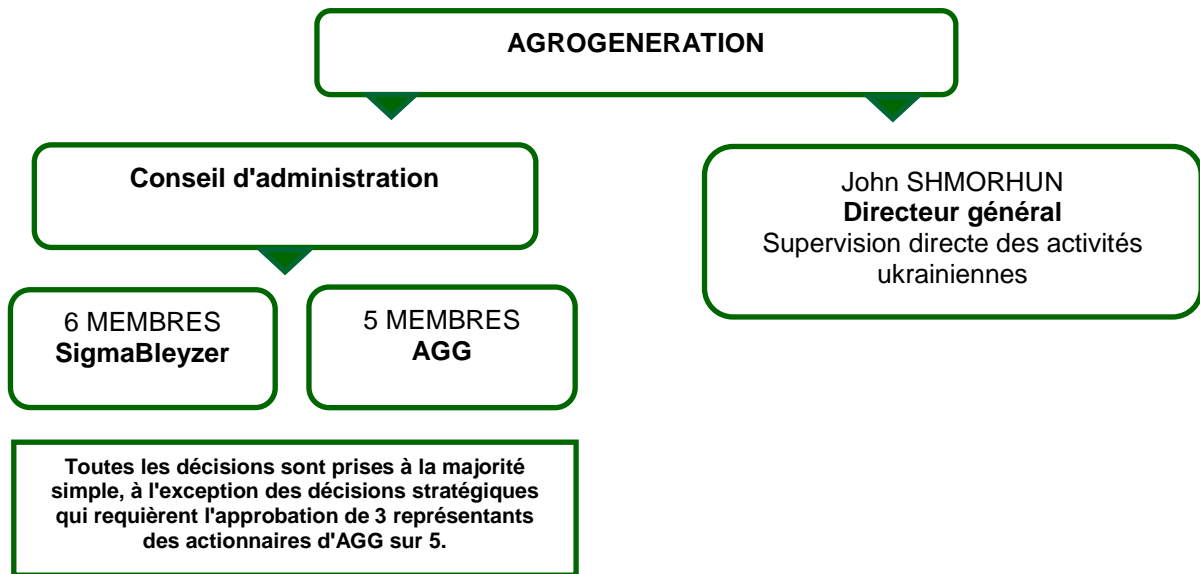 AGROGENERATION
Conseil d'administration
John SHMORHUN
Directeur général
Supervision directe des activités
ukrainiennes
6 MEMBRES
SigmaBleyzer
5 MEMBRES
AGG
Toutes les décisions sont prises à la majorité
simple, à l'exception des décisions stratégiques
qui requièrent l'approbation de 3 représentants
des actionnaires d'AGG sur 5.